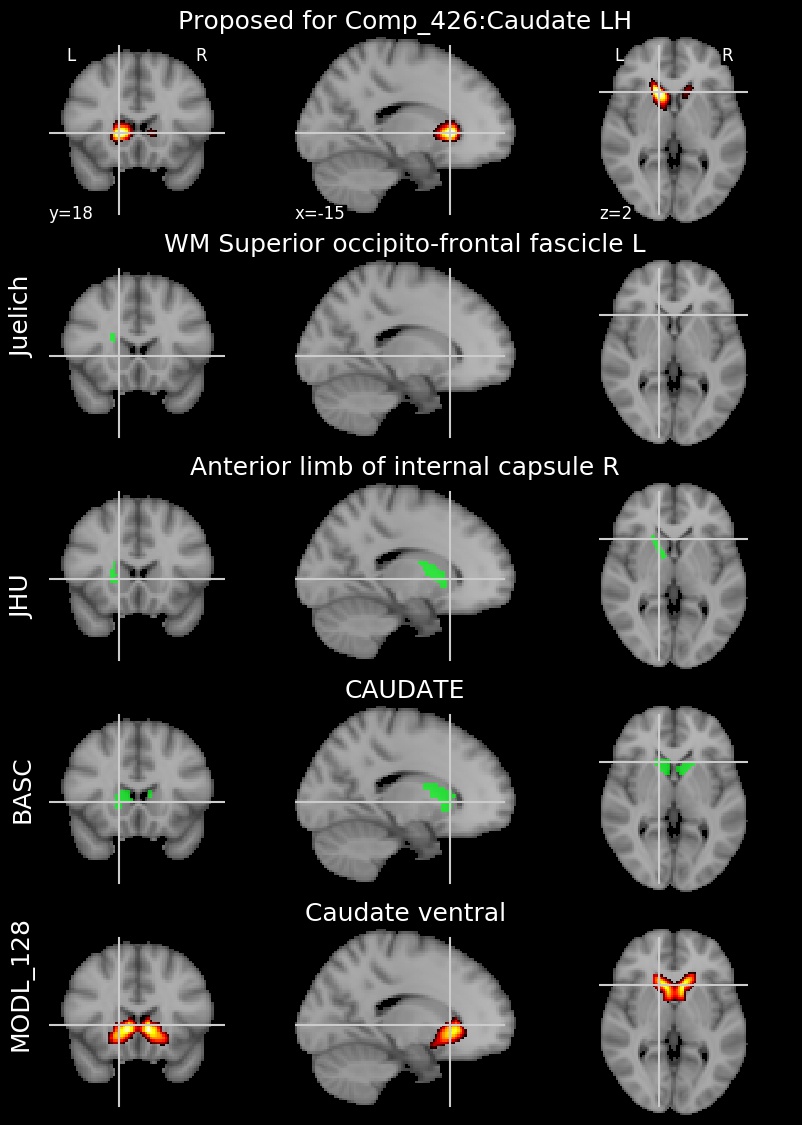 Proposed for Comp_426:Caudate LH
L R L R
y=18 x=-15 z=2
WM Superior occipito-frontal fascicle L
Juelich
Anterior limb of internal capsule R
JHU
CAUDATE
BASC
Caudate ventral
MODL_128